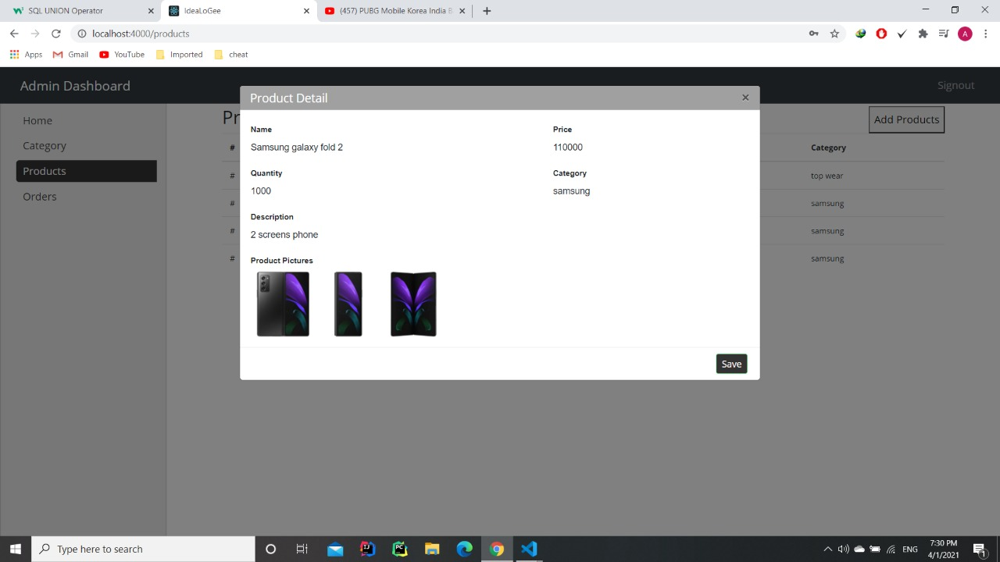 SQL UNION Operator
IdeaLoGee
(457) PUBG Mobile Korea India B
localhost:4000/products
A
Apps
Gmail
YouTube
Imported
cheat
Admin Dashboard
Signout
Product Detail
×
Home
Category
Products
Orders
Pr
Add Products
# Category
# top wear
# samsung
# samsung
# samsung
Name
Samsung galaxy fold 2
Price
110000
Quantity
1000
Category
samsung
Description
2 screens phone
Product Pictures
Save
Type here to search
ENG
7:30 PM
4/1/2021
1